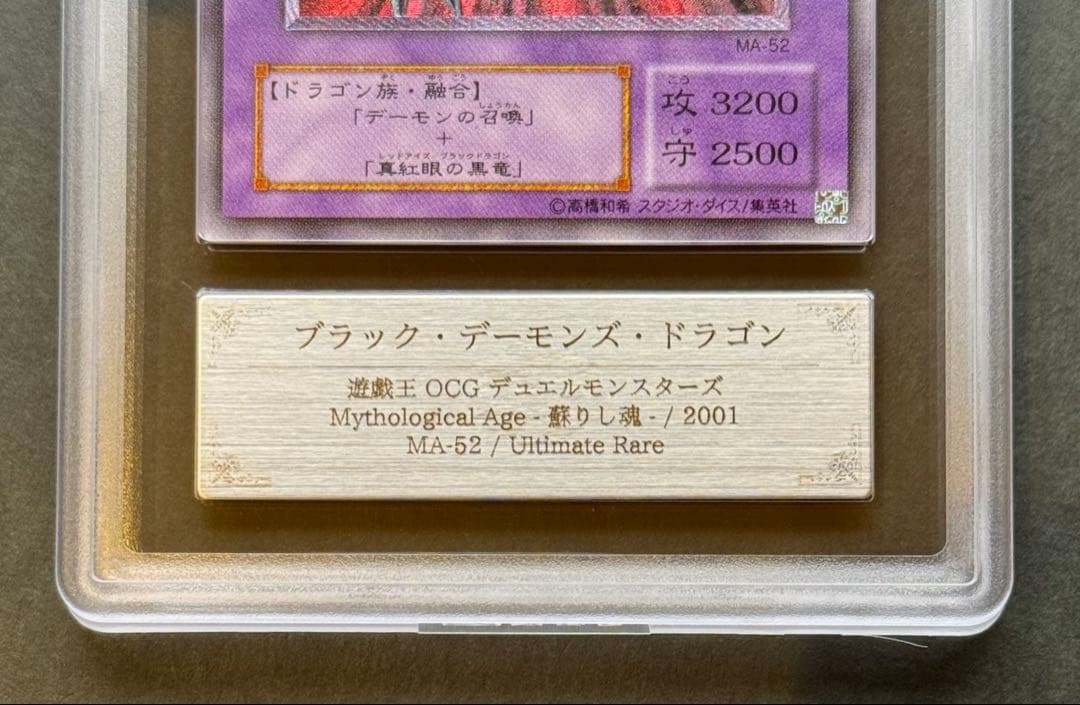 MA-52
【ドラゴン族・融合】
「デーモンの召喚」
+
「真紅眼の黒竜」
攻 3200
守 2500
©高橋和希 スタジオ・ダイス/集英社
ブラック・デーモンズ・ドラゴン
遊戯王 OCG デュエルモンスターズ
Mythological Age - 蘇りし魂 - / 2001
MA-52 / Ultimate Rare